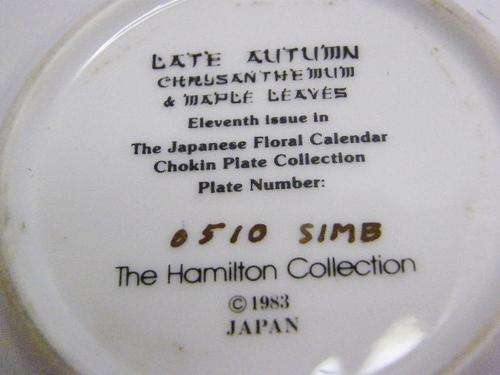 LATE AUTUMN
CHRYSANTHEMUM
& MAPLE LEAVES
Eleventh issue in
The Japanese Floral Calendar
Chokin Plate Collection
Plate Number:
0510 SIMB
The Hamilton Collection
© 1983
JAPAN